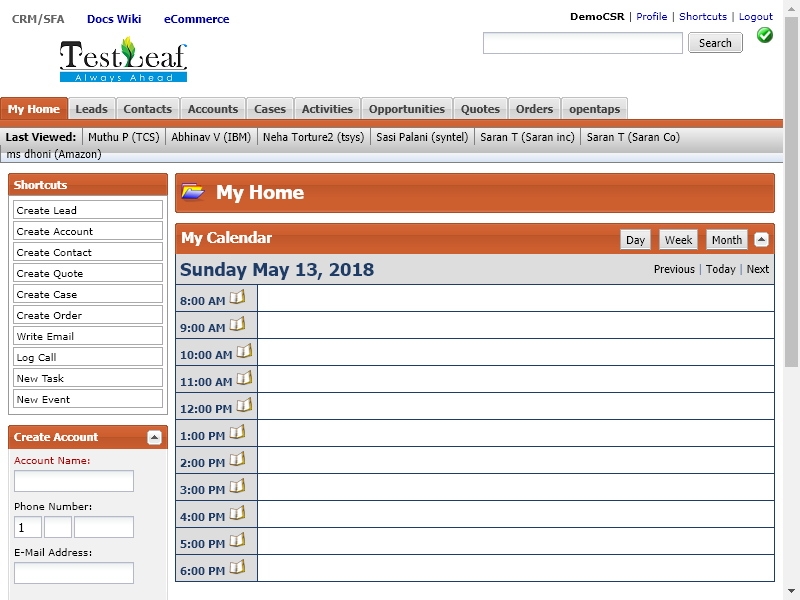 CRM/SFA Docs Wiki eCommerce
DemoCSR | Profile | Shortcuts | Logout
Search
TestLeaf
Always Ahead
My Home Leads Contacts Accounts Cases Activities Opportunities Quotes Orders opentaps
Last Viewed: Muthu P (TCS) Abhinav V (IBM) Neha Torture2 (tsys) Sasi Palani (syntel) Saran T (Saran inc) Saran T (Saran Co)
ms dhoni (Amazon)
Shortcuts
Create Lead
Create Account
Create Contact
Create Quote
Create Case
Create Order
Write Email
Log Call
New Task
New Event
Create Account
Account Name:
Phone Number:
1
E-Mail Address:
My Home
My Calendar Day Week Month
Sunday May 13, 2018 Previous | Today | Next
8:00 AM
9:00 AM
10:00 AM
11:00 AM
12:00 PM
1:00 PM
2:00 PM
3:00 PM
4:00 PM
5:00 PM
6:00 PM